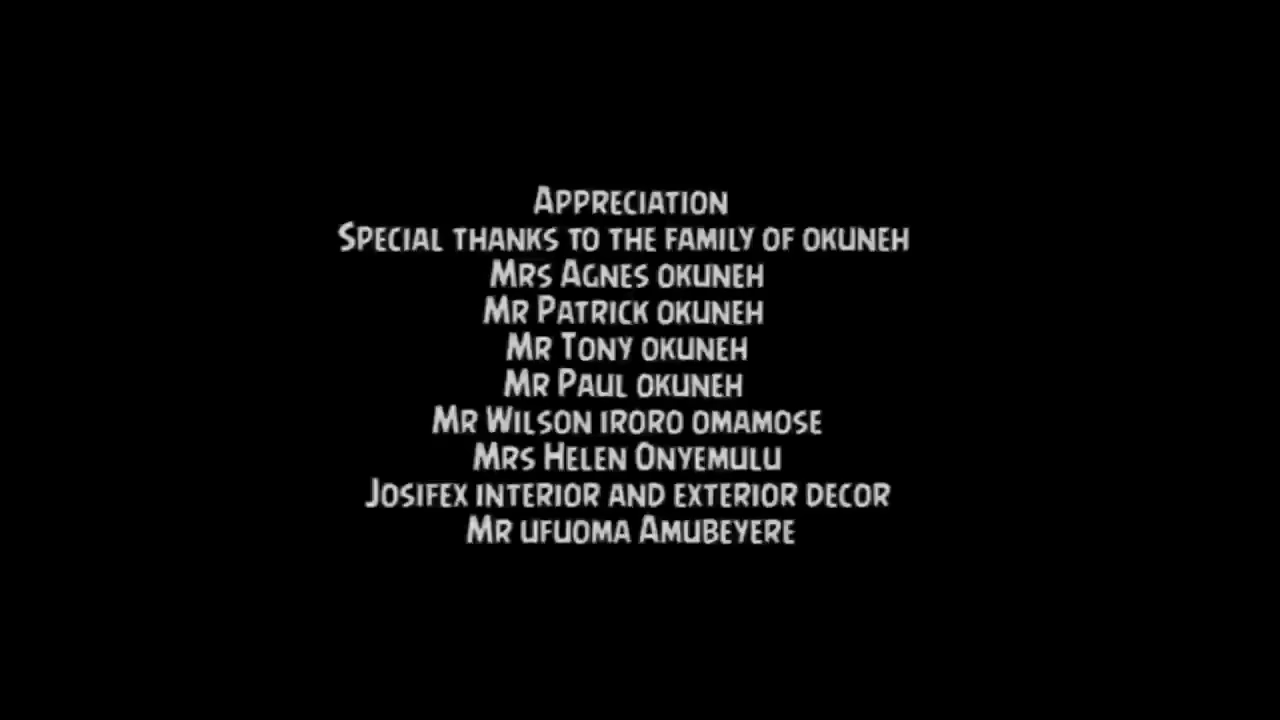 Appreciation
Special thanks to the family of okuneh
Mrs Agnes okuneh
Mr Patrick okuneh
Mr Tony okuneh
Mr Paul okuneh
Mr Wilson iroro omamose
Mrs Helen Onyemulu
Josifex interior and exterior decor
Mr ufuoma Amubeyere